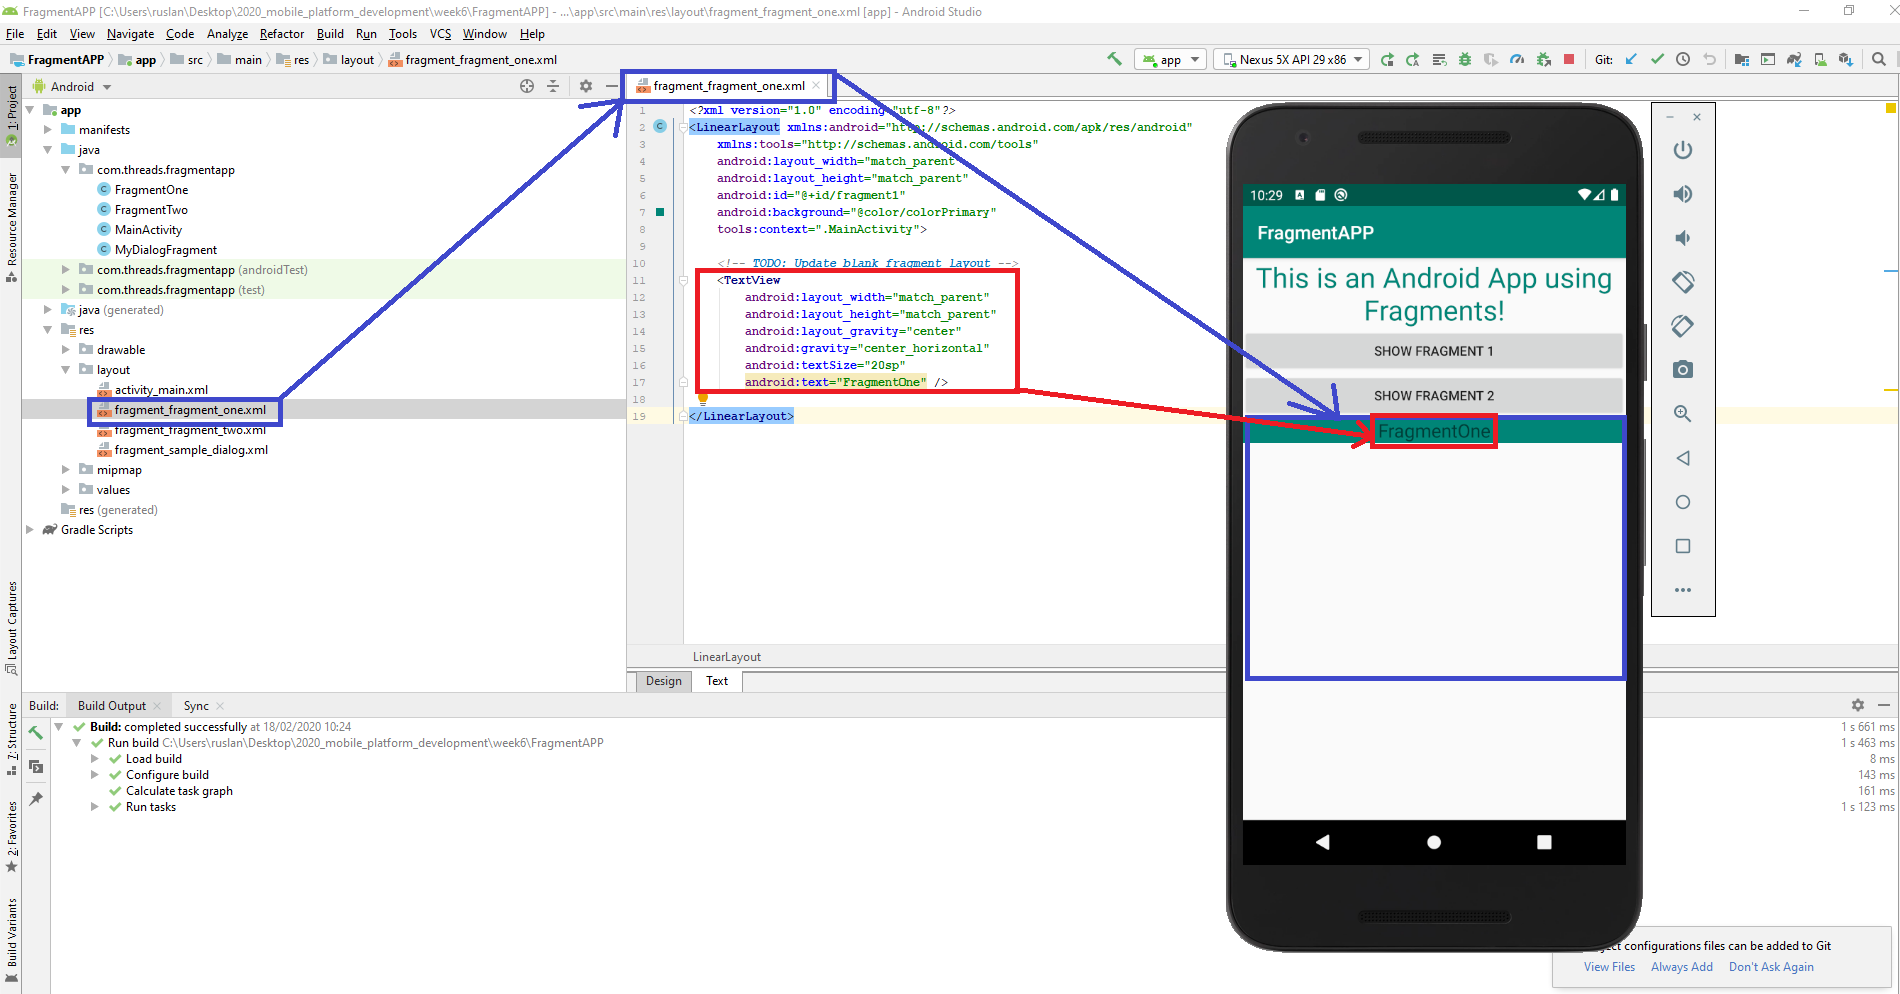 FragmentAPP [C:\Users\ruslan\Desktop\2020_mobile_platform_development\week6\FragmentAPP] - ...\app\src\main\res\layout\fragment_fragment_one.xml [app] - Android Studio
File Edit View Navigate Code Analyze Refactor Build Run Tools VCS Window Help
FragmentAPP app src main res layout fragment_fragment_one.xml
app Nexus 5X API 29 x86 Git:
Android
fragment_fragment_one.xml
1: Project
Resource Manager
Layout Captures
7: Structure
2: Favorites
Build Variants
app
manifests
java
com.threads.fragmentapp
FragmentOne
FragmentTwo
MainActivity
MyDialogFragment
com.threads.fragmentapp (androidTest)
com.threads.fragmentapp (test)
java (generated)
res
drawable
layout
activity_main.xml
fragment_fragment_one.xml
fragment_fragment_two.xml
fragment_sample_dialog.xml
mipmap
values
res (generated)
Gradle Scripts
1 <?xml version="1.0" encoding="utf-8"?>
2 <LinearLayout xmlns:android="http://schemas.android.com/apk/res/android"
3 xmlns:tools="http://schemas.android.com/tools"
4 android:layout_width="match_parent"
5 android:layout_height="match_parent"
6 android:id="@+id/fragment1"
7 android:background="@color/colorPrimary"
8 tools:context=".MainActivity">
9
10 <!-- TODO: Update blank fragment layout -->
11 <TextView
12 android:layout_width="match_parent"
13 android:layout_height="match_parent"
14 android:layout_gravity="center"
15 android:gravity="center_horizontal"
16 android:textSize="20sp"
17 android:text="FragmentOne" />
18
19 </LinearLayout>
LinearLayout
Design Text
10:29
FragmentAPP
This is an Android App using
Fragments!
SHOW FRAGMENT 1
SHOW FRAGMENT 2
FragmentOne
Build: Build Output Sync
Build: completed successfully at 18/02/2020 10:24 1 s 661 ms
Run build C:\Users\ruslan\Desktop\2020_mobile_platform_development\week6\FragmentAPP 1 s 463 ms
Load build 8 ms
Configure build 143 ms
Calculate task graph 161 ms
Run tasks 1 s 123 ms
configurations files can be added to Git
View Files Always Add Don't Ask Again